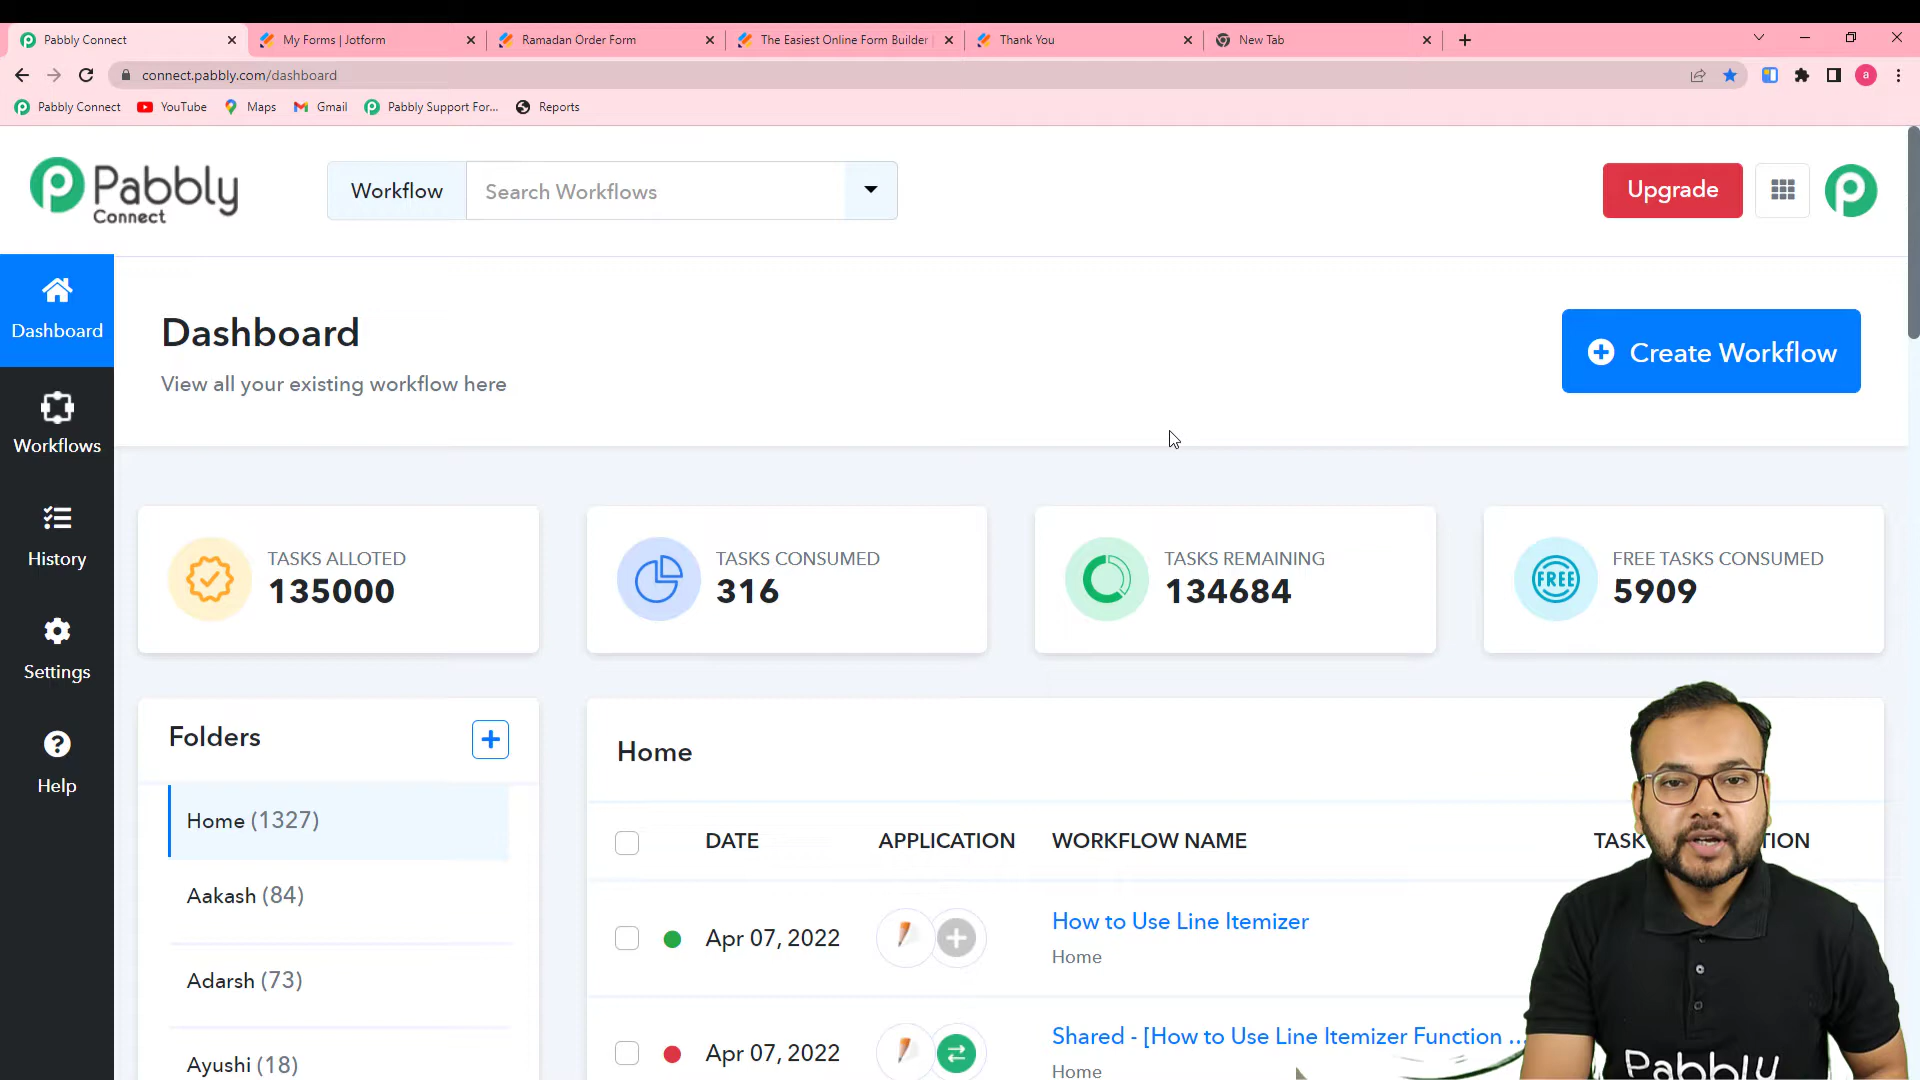 Pabbly Connect
My Forms | Jotform
Ramadan Order Form
The Easiest Online Form Builder
Thank You
New Tab
connect.pabbly.com/dashboard
a
Pabbly Connect
YouTube
Maps
Gmail
Pabbly Support For...
Reports
Pabbly
Connect
Workflow
Search Workflows
Upgrade
Dashboard
Dashboard
View all your existing workflow here
Create Workflow
Workflows
History
Settings
Help
TASKS ALLOTED
135000
TASKS CONSUMED
316
TASKS REMAINING
134684
FREE
FREE TASKS CONSUMED
5909
Folders
Home (1327)
Aakash (84)
Adarsh (73)
Ayushi (18)
Home
DATE
APPLICATION
WORKFLOW NAME
TASK
TION
Apr 07, 2022
How to Use Line Itemizer
Home
Apr 07, 2022
Shared - [How to Use Line Itemizer Function ...
Home
Pabbly